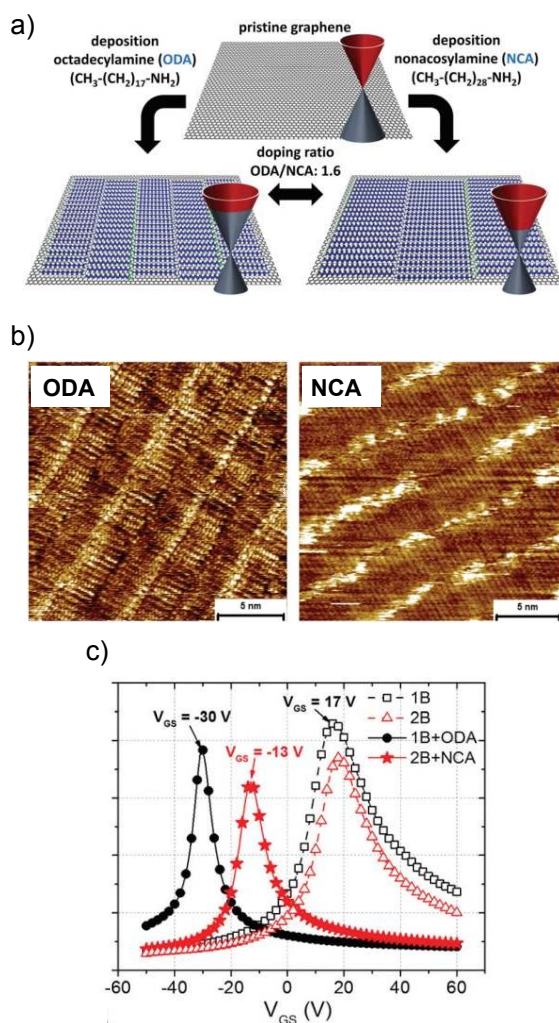 a)
pristine graphene
deposition
octadecylamine (ODA)
(CH3-(CH2)17-NH2)
deposition
nonacosylamine (NCA)
(CH3-(CH2)28-NH2)
doping ratio
ODA/NCA: 1.6
b)
ODA
NCA
5 nm
5 nm
c)
VGS = -30 V
VGS = -13 V
VGS = 17 V
1B
2B
1B+ODA
2B+NCA
-60 -40 -20 0 20 40 60
VGS (V)